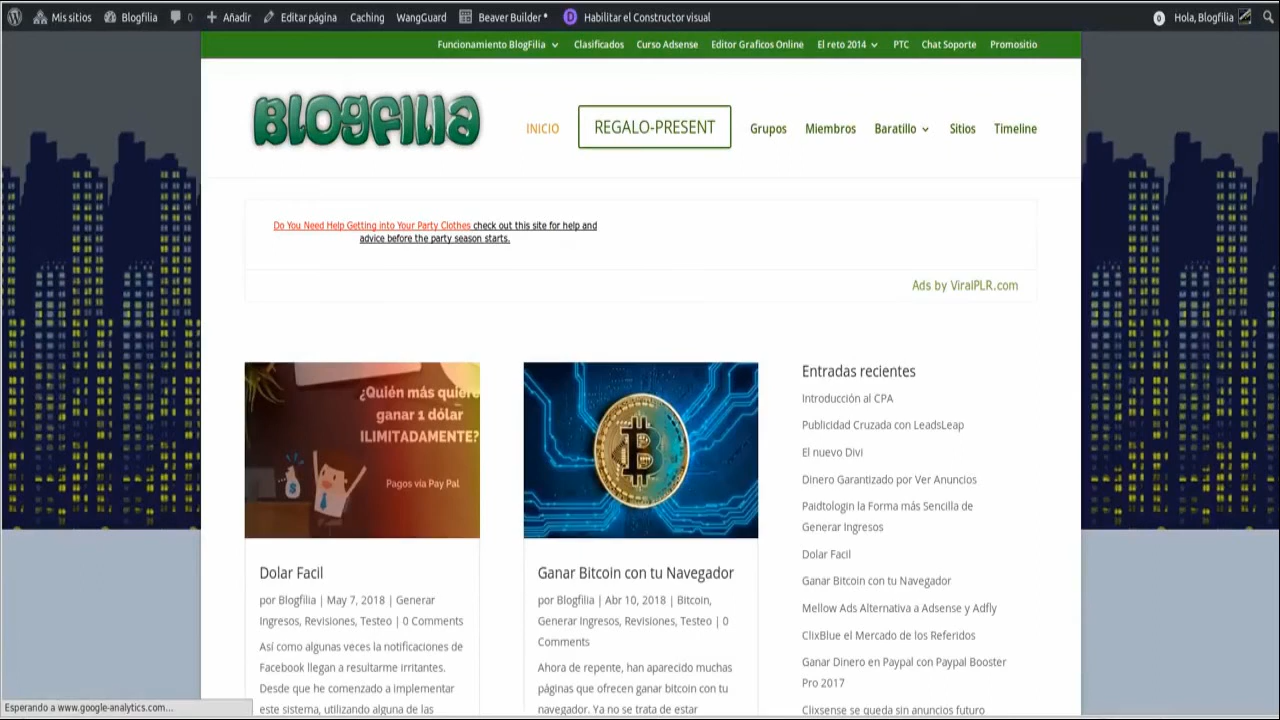 Mis sitios Blogfilia 0 Añadir Editar página Caching WangGuard Beaver Builder Habilitar el Constructor visual 0 Hola, Blogfilia
Funcionamiento BlogFilia Clasificados Curso Adsense Editor Graficos Online El reto 2014 PTC Chat Soporte Promositio
BLOGFILIA
INICIO REGALO-PRESENT Grupos Miembros Baratillo Sitios Timeline
Do You Need Help Getting into Your Party Clothes check out this site for help and
advice before the party season starts.
Ads by ViralPLR.com
¿Quién más quiere
ganar 1 dólar
ILIMITADAMENTE?
Pagos vía Pay Pal
Dolar Facil
por Blogfilia | May 7, 2018 | Generar
Ingresos, Revisiones, Testeo | 0 Comments
Así como algunas veces la notificaciones de
Facebook llegan a resultarme irritantes.
Desde que he comenzado a implementar
este sistema, utilizando alguna de las
Ganar Bitcoin con tu Navegador
por Blogfilia | Abr 10, 2018 | Bitcoin,
Generar Ingresos, Revisiones, Testeo | 0
Comments
Ahora de repente, han aparecido muchas
páginas que ofrecen ganar bitcoin con tu
navegador. Ya no se trata de estar
Entradas recientes
Introducción al CPA
Publicidad Cruzada con LeadsLeap
El nuevo Divi
Dinero Garantizado por Ver Anuncios
Paidtologin la Forma más Sencilla de
Generar Ingresos
Dolar Facil
Ganar Bitcoin con tu Navegador
Mellow Ads Alternativa a Adsense y Adfly
ClixBlue el Mercado de los Referidos
Ganar Dinero en Paypal con Paypal Booster
Pro 2017
Clixsense se queda sin anuncios futuro
Esperando a www.google-analytics.com...